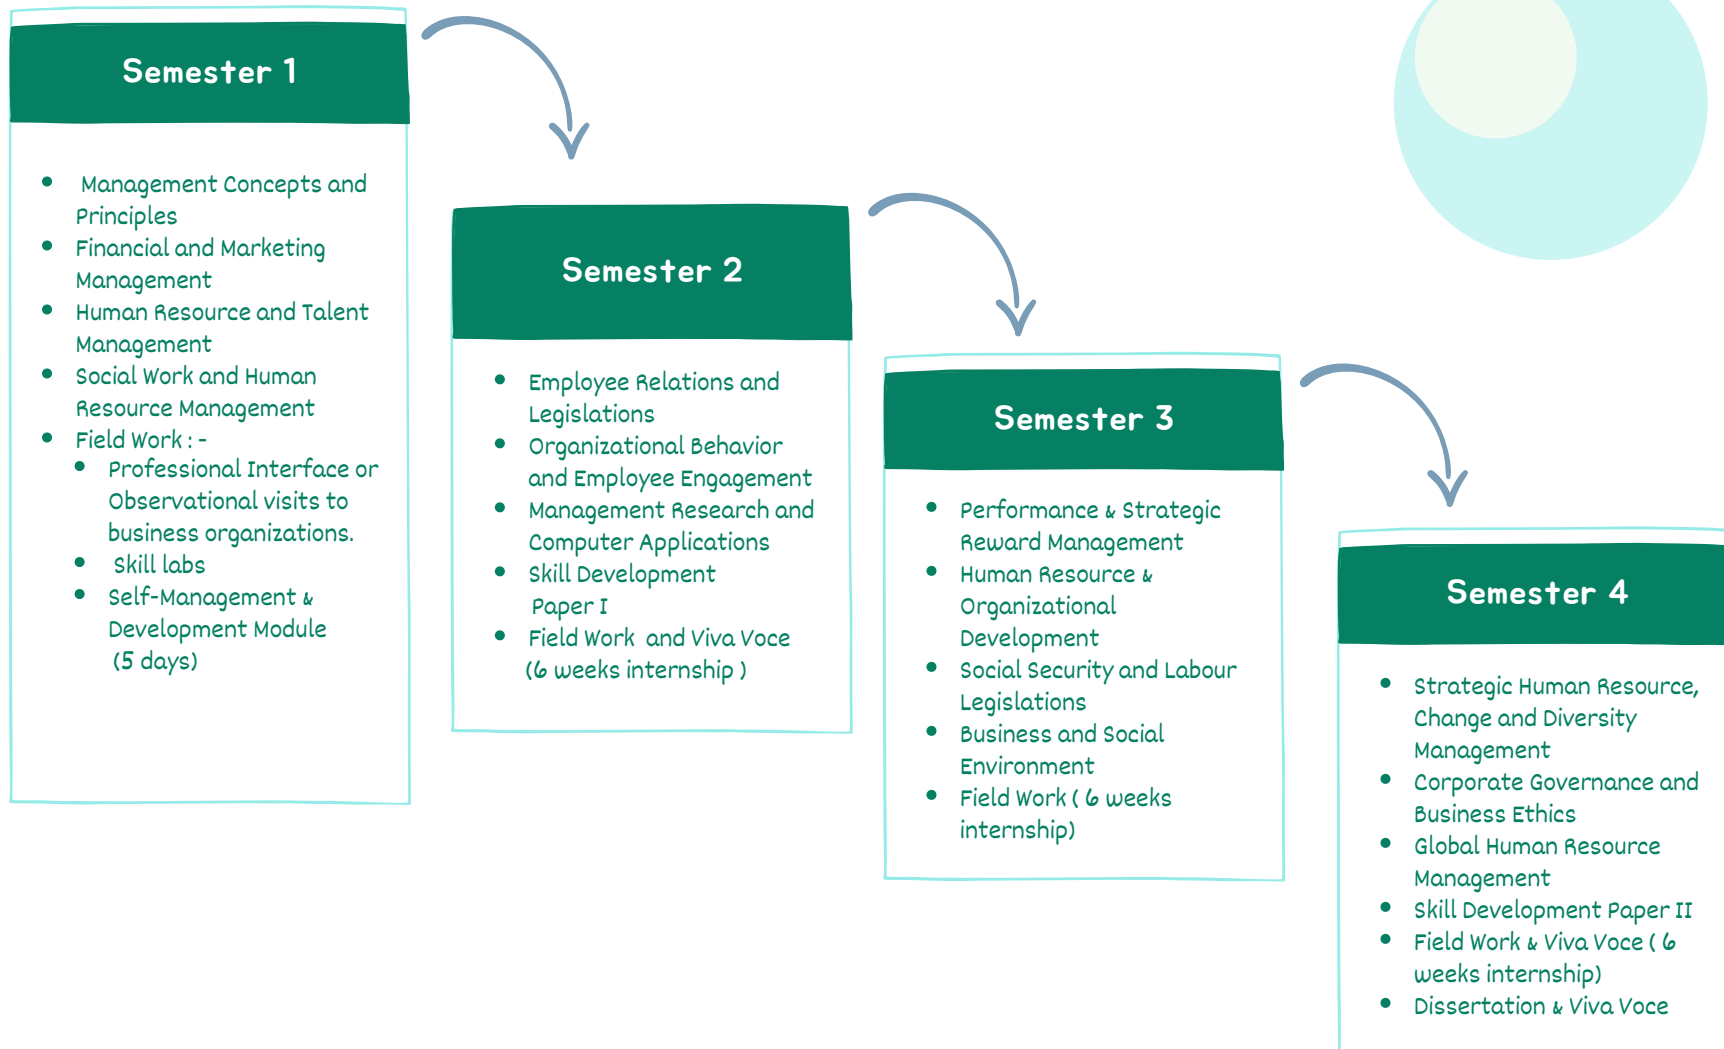 Semester 1
• Management Concepts and
Principles
• Financial and Marketing
Management
• Human Resource and Talent
Management
• Social Work and Human
Resource Management
• Field Work : -
• Professional Interface or
Observational visits to
business organizations.
• Skill labs
• Self-Management &
Development Module
(5 days)
Semester 2
• Employee Relations and
Legislations
• Organizational Behavior
and Employee Engagement
• Management Research and
Computer Applications
• Skill Development
Paper I
• Field Work and Viva Voce
(6 weeks internship )
Semester 3
• Performance & Strategic
Reward Management
• Human Resource &
Organizational
Development
• Social Security and Labour
Legislations
• Business and Social
Environment
• Field Work ( 6 weeks
internship)
Semester 4
• Strategic Human Resource,
Change and Diversity
Management
• Corporate Governance and
Business Ethics
• Global Human Resource
Management
• Skill Development Paper II
• Field Work & Viva Voce ( 6
weeks internship)
• Dissertation & Viva Voce